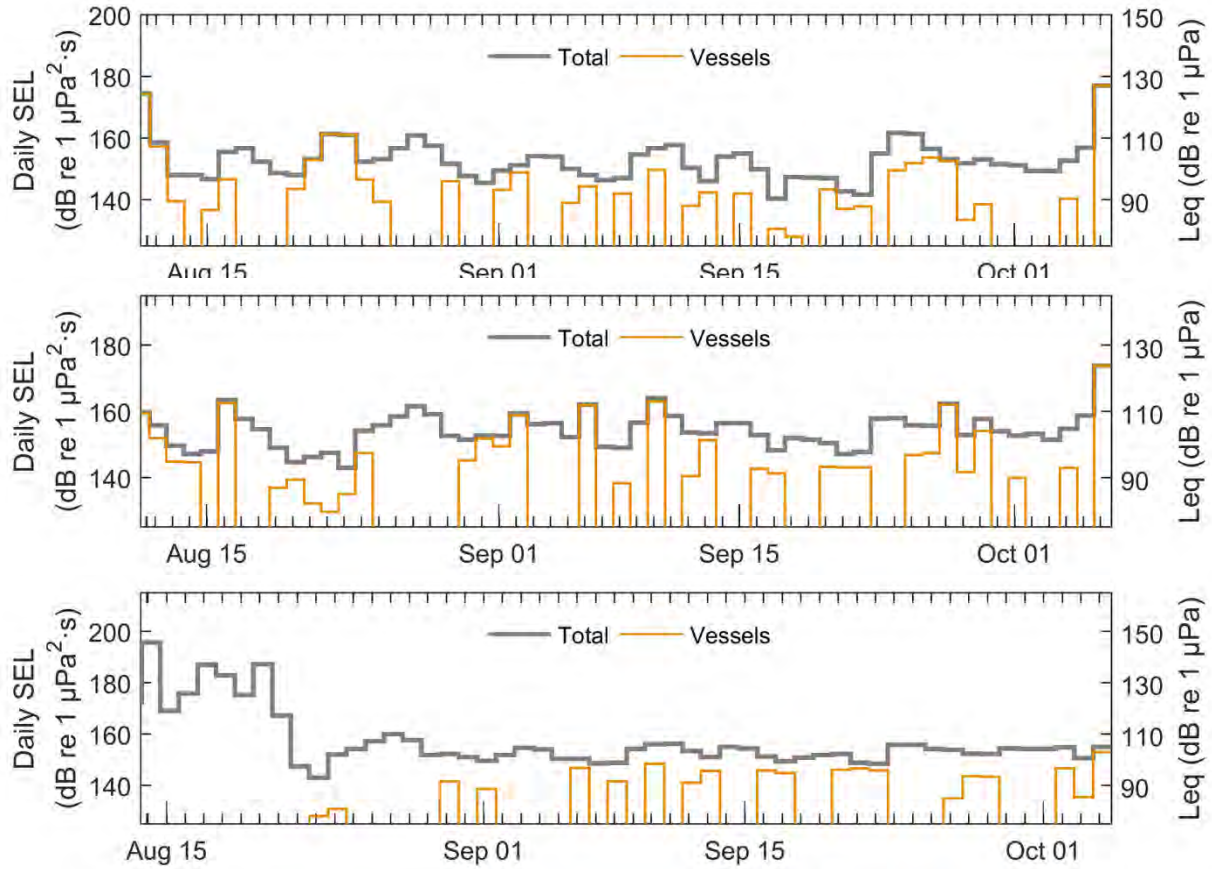 200
180
160
140
Daily SEL
(dB re 1 µPa²·s)
Total
Vessels
150
130
110
90
Leq (dB re 1 µPa)
Aug 15
Sep 01
Sep 15
Oct 01
180
160
140
Daily SEL
(dB re 1 µPa²·s)
Total
Vessels
130
110
90
Leq (dB re 1 µPa)
Aug 15
Sep 01
Sep 15
Oct 01
200
180
160
140
Daily SEL
(dB re 1 µPa²·s)
Total
Vessels
150
130
110
90
Leq (dB re 1 µPa)
Aug 15
Sep 01
Sep 15
Oct 01